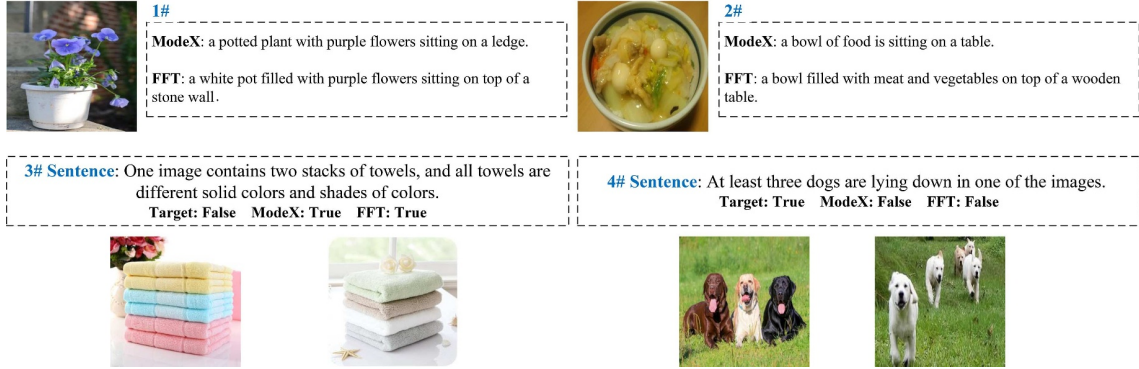 1#
ModeX: a potted plant with purple flowers sitting on a ledge.
FFT: a white pot filled with purple flowers sitting on top of a
stone wall.
2#
ModeX: a bowl of food is sitting on a table.
FFT: a bowl filled with meat and vegetables on top of a wooden
table.
3# Sentence: One image contains two stacks of towels, and all towels are
different solid colors and shades of colors.
Target: False ModeX: True FFT: True
4# Sentence: At least three dogs are lying down in one of the images.
Target: True ModeX: False FFT: False